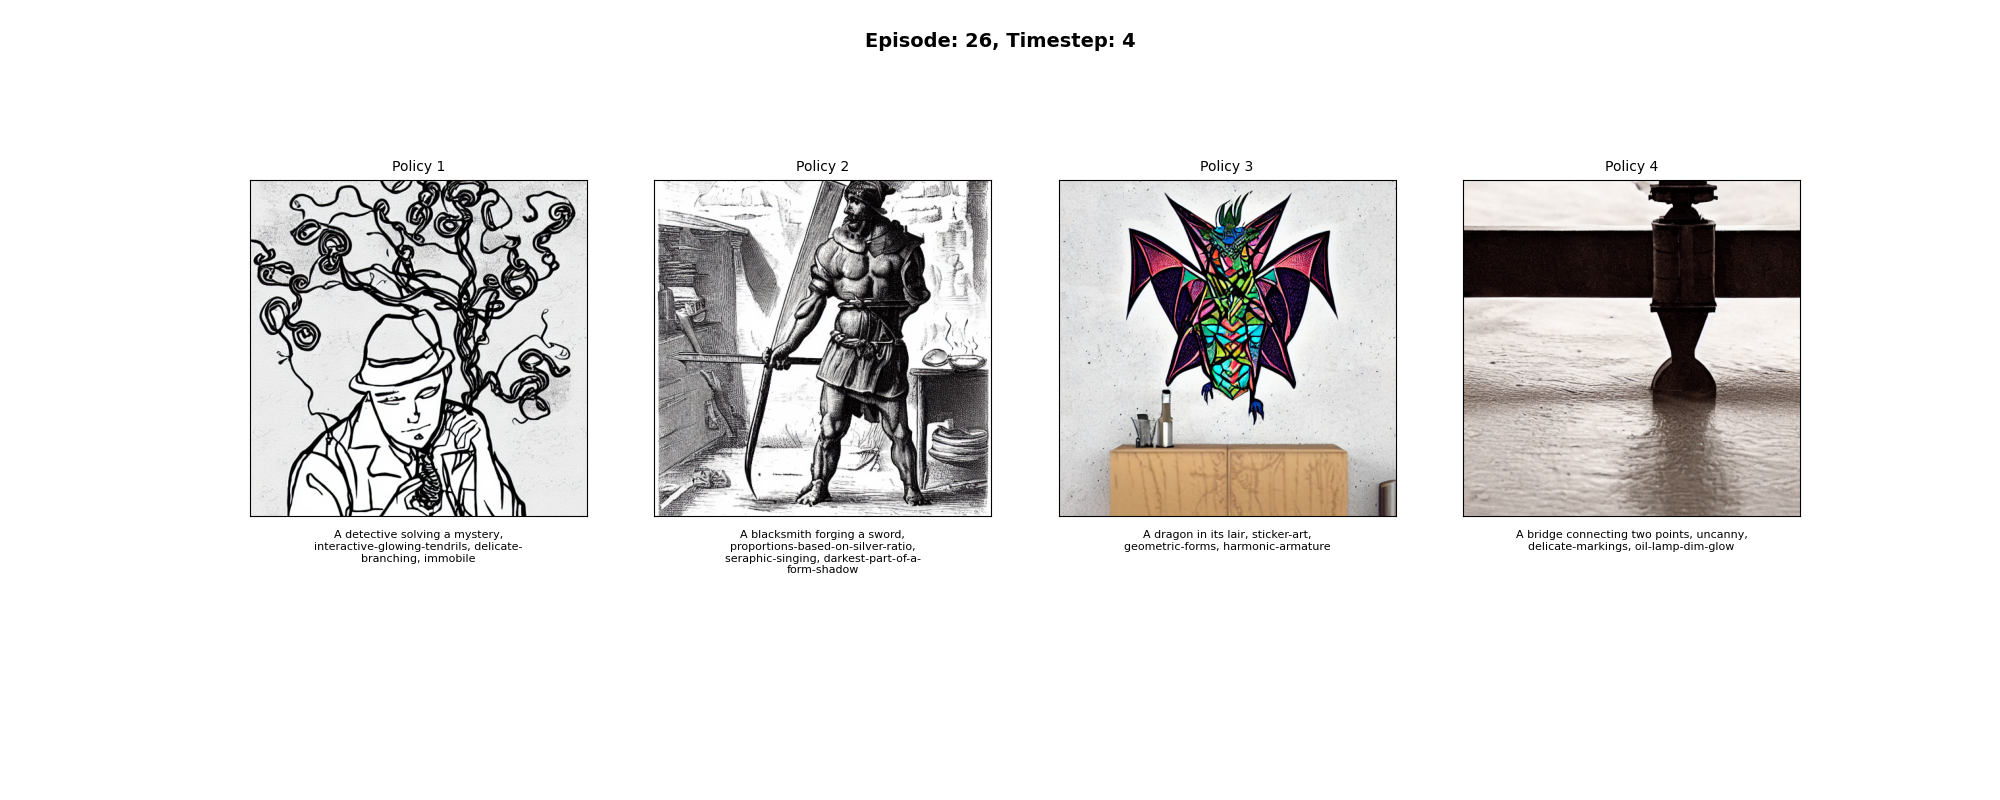 Episode: 26, Timestep: 4
Policy 1
Policy 2
Policy 3
Policy 4
A detective solving a mystery,
interactive-glowing-tendrils, delicate-
branching, immobile
A blacksmith forging a sword,
proportions-based-on-silver-ratio,
seraphic-singing, darkest-part-of-a-
form-shadow
A dragon in its lair, sticker-art,
geometric-forms, harmonic-armature
A bridge connecting two points, uncanny,
delicate-markings, oil-lamp-dim-glow